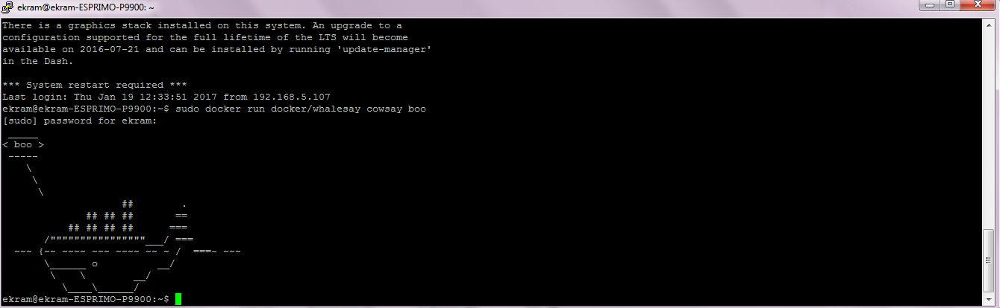 ekram@ekram-ESPRIMO-P9900: ~
There is a graphics stack installed on this system. An upgrade to a
configuration supported for the full lifetime of the LTS will become
available on 2016-07-21 and can be installed by running 'update-manager'
in the Dash.

*** System restart required ***
Last login: Thu Jan 19 12:33:51 2017 from 192.168.5.107
ekram@ekram-ESPRIMO-P9900:~$ sudo docker run docker/whalesay cowsay boo
[sudo] password for ekram:
 _____
< boo >
 -----
    \
     \
      \
                    ##        .
              ## ## ##       ==
           ## ## ## ##      ===
       /""""""""""""""""___/ ===
  ~~~ {~~ ~~~~ ~~~ ~~~~ ~~ ~ /  ===- ~~~
       \______ o          __/
        \    \        __/
          \____\______/
ekram@ekram-ESPRIMO-P9900:~$